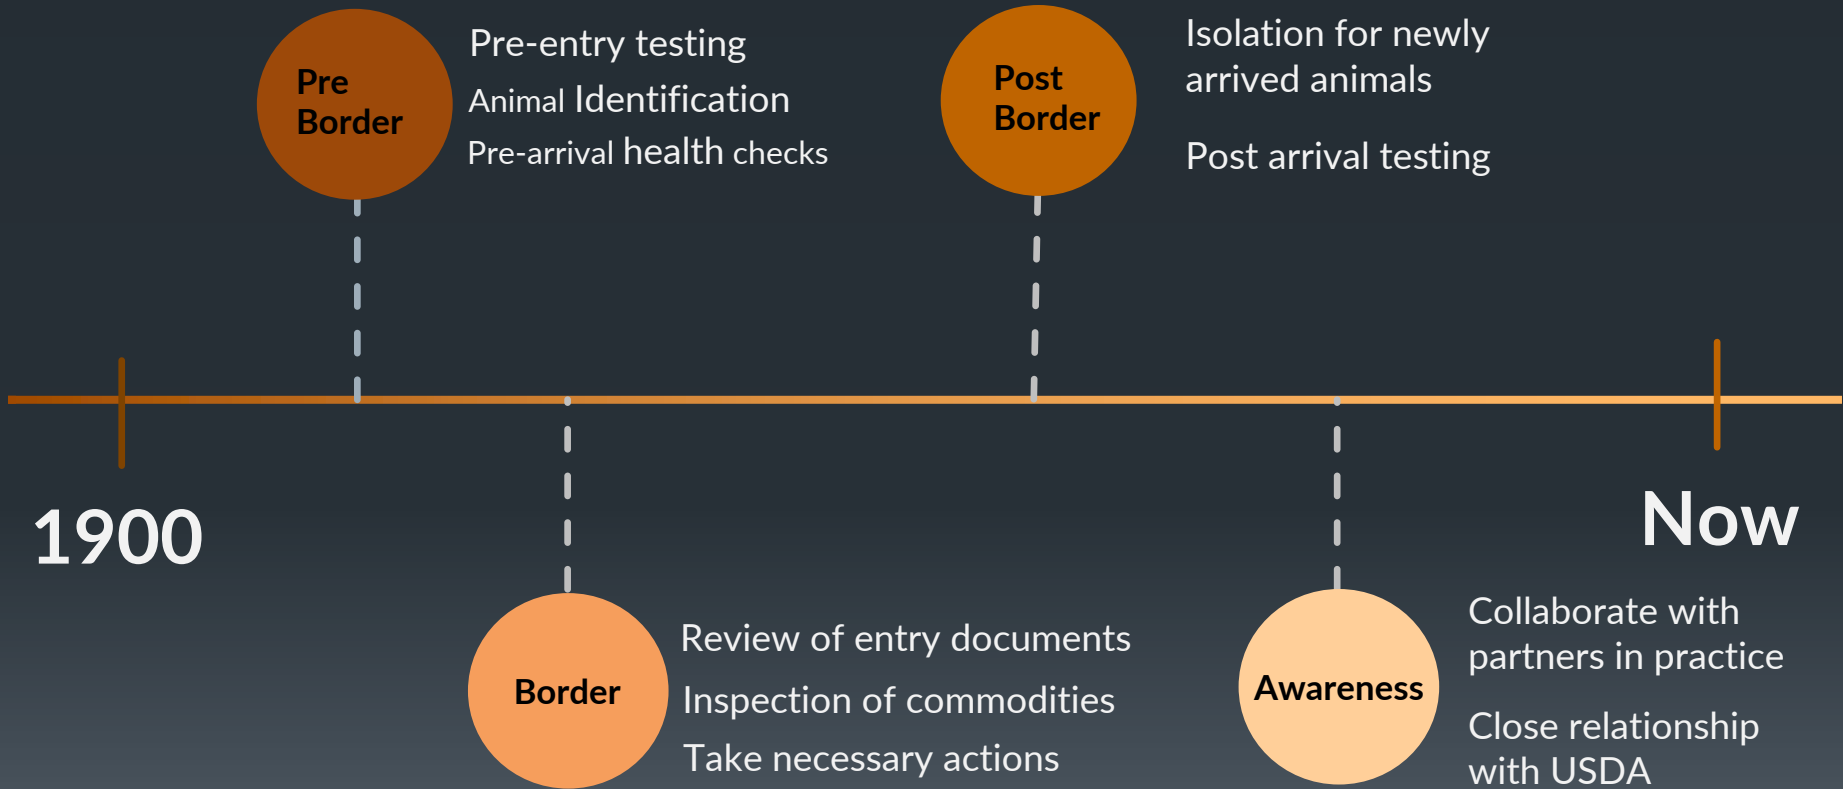 Pre
Border
Pre-entry testing
Animal Identification
Pre-arrival health checks
Post
Border
Isolation for newly
arrived animals
Post arrival testing
1900
Now
Border
Review of entry documents
Inspection of commodities
Take necessary actions
Awareness
Collaborate with
partners in practice
Close relationship
with USDA